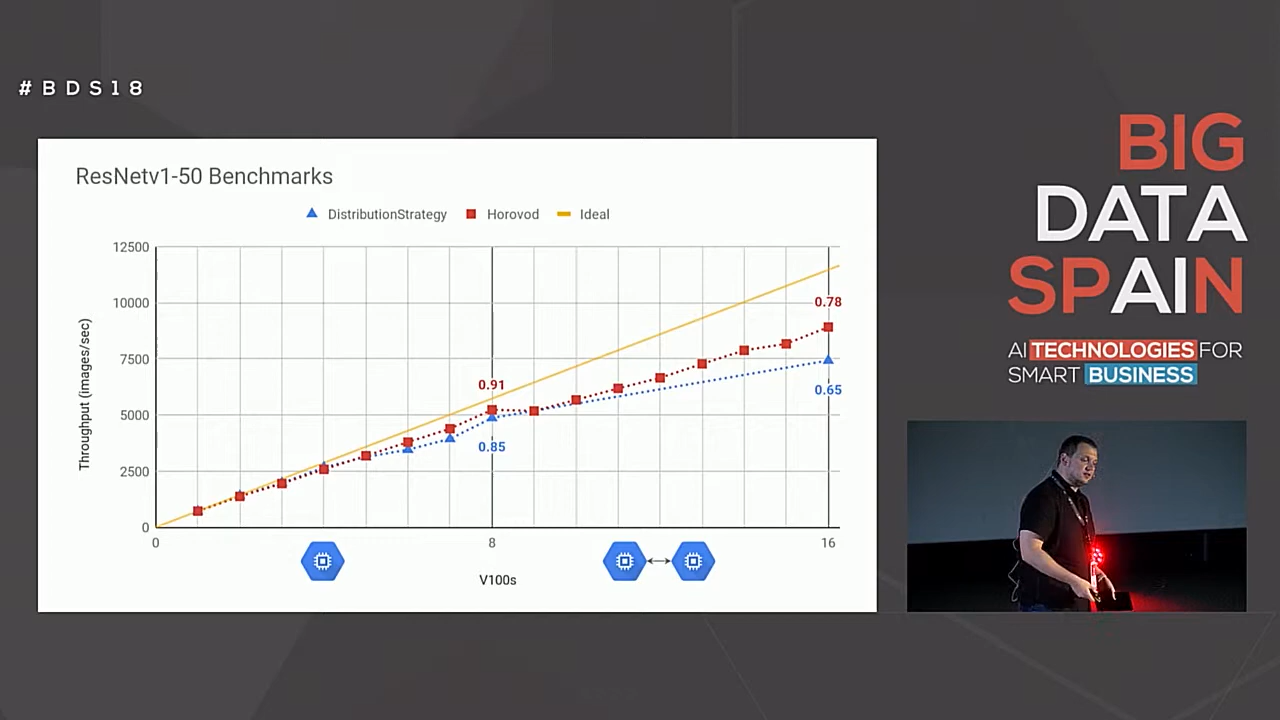 #BDS18
ResNetv1-50 Benchmarks
DistributionStrategy Horovod Ideal
12500
10000
7500
5000
2500
0
Throughput (images/sec)
0.91
0.85
0.78
0.65
0 8 16
V100s
BIG
DATA
SPAIN
AI TECHNOLOGIES FOR
SMART BUSINESS